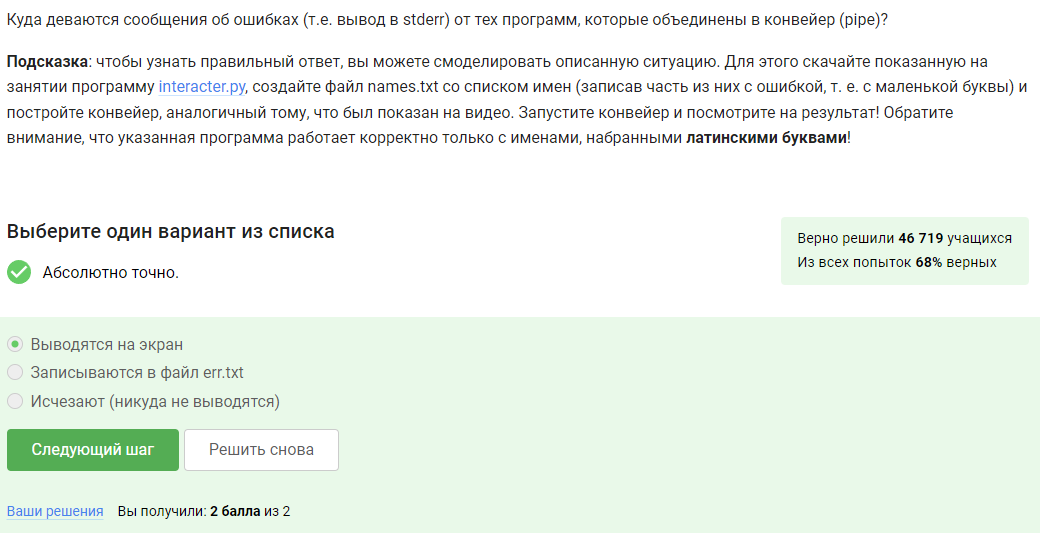 Куда деваются сообщения об ошибках (т.е. вывод в stderr) от тех программ, которые объединены в конвейер (pipe)?
Подсказка: чтобы узнать правильный ответ, вы можете смоделировать описанную ситуацию. Для этого скачайте показанную на
занятии программу interacter.py, создайте файл names.txt со списком имен (записав часть из них с ошибкой, т. е. с маленькой буквы) и
постройте конвейер, аналогичный тому, что был показан на видео. Запустите конвейер и посмотрите на результат! Обратите
внимание, что указанная программа работает корректно только с именами, набранными латинскими буквами!
Выберите один вариант из списка
Абсолютно точно.
Верно решили 46 719 учащихся
Из всех попыток 68% верных
Выводятся на экран
Записываются в файл err.txt
Исчезают (никуда не выводятся)
Следующий шаг
Решить снова
Ваши решения Вы получили: 2 балла из 2